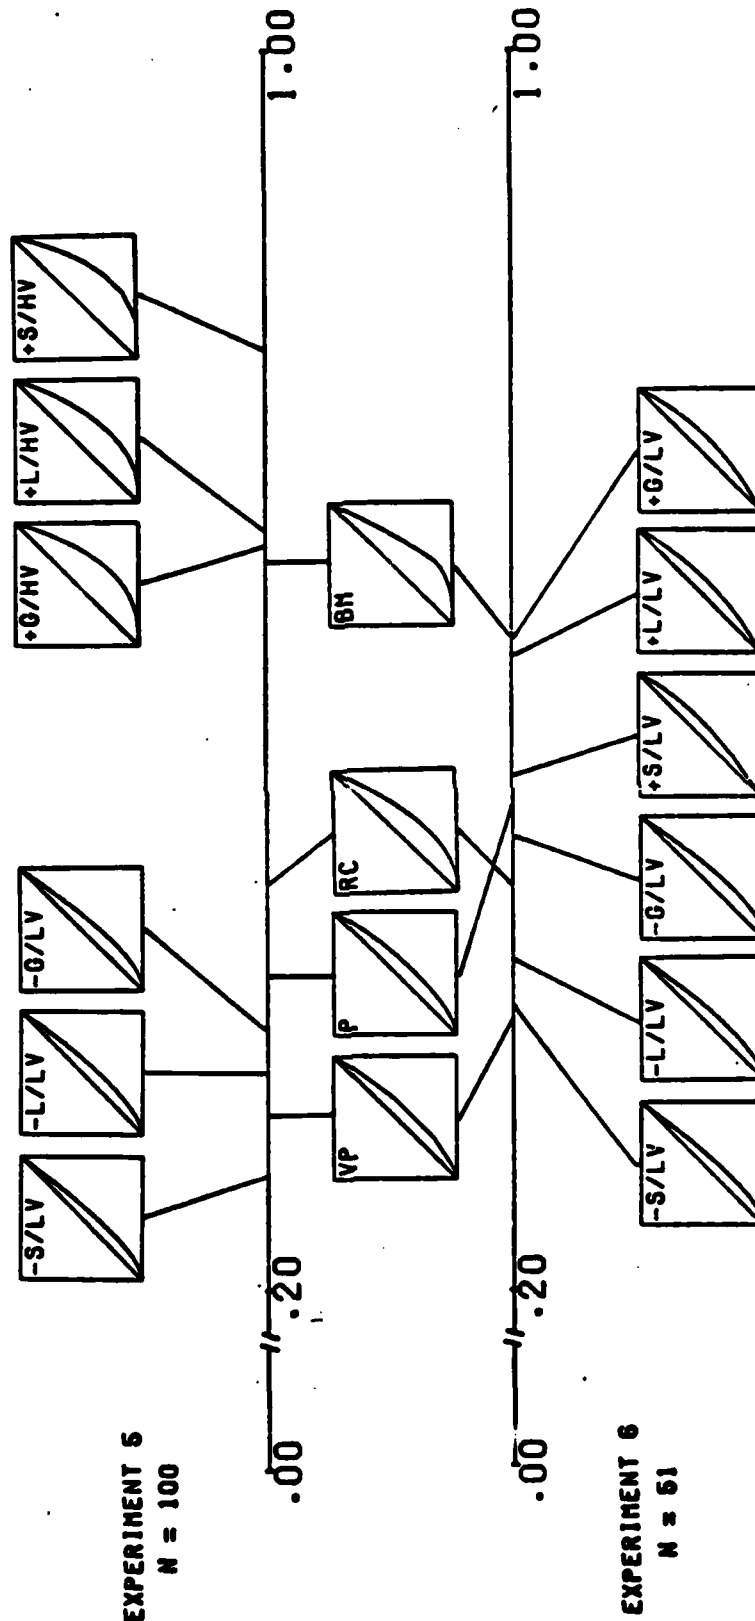 -S/LV -L/LV -G/LV +G/HV +L/HV +S/HV
EXPERIMENT 5
N = 100
.00 // .20 1.00
VP P RC BM
.00 // .20 1.00
EXPERIMENT 6
N = 51
-S/LV -L/LV -G/LV +S/LV +L/LV +G/LV